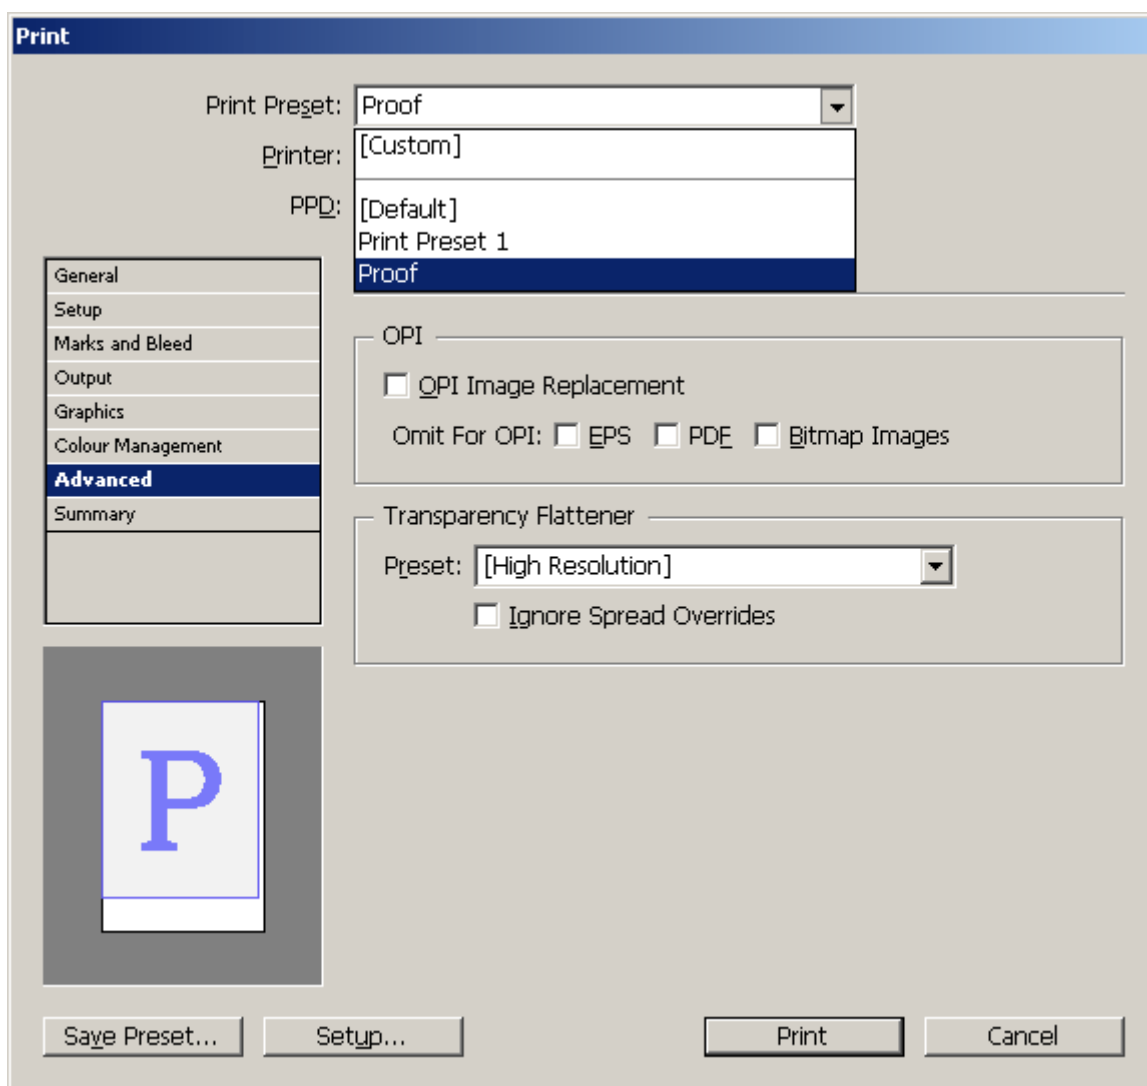 Print
Print Preset: Proof
[Custom]
Printer:
PPD:
[Default]
Print Preset 1
Proof
General
Setup
Marks and Bleed
Output
Graphics
Colour Management
Advanced
Summary
OPI
OPI Image Replacement
Omit For OPI: EPS PDF Bitmap Images
Transparency Flattener
Preset: [High Resolution]
Ignore Spread Overrides
P
Save Preset... Setup... Print Cancel